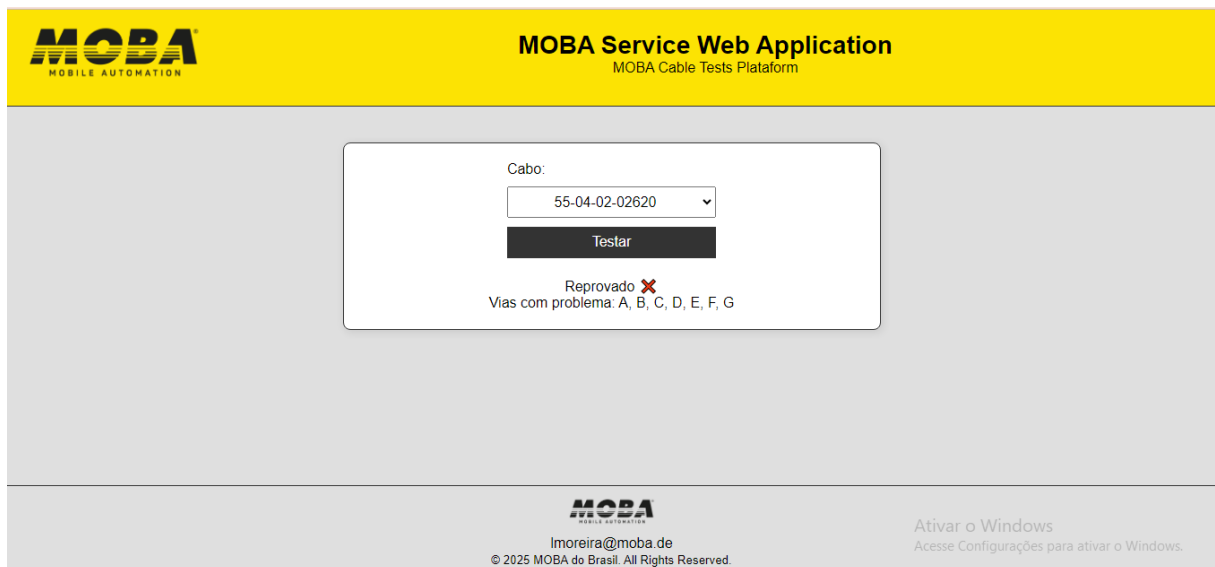 MOBA
MOBILE AUTOMATION
MOBA Service Web Application
MOBA Cable Tests Plataform
Cabo:
55-04-02-02620
Testar
Reprovado ❌
Vias com problema: A, B, C, D, E, F, G
MOBA
MOBILE AUTOMATION
lmoreira@moba.de
© 2025 MOBA do Brasil. All Rights Reserved.
Ativar o Windows
Acesse Configurações para ativar o Windows.